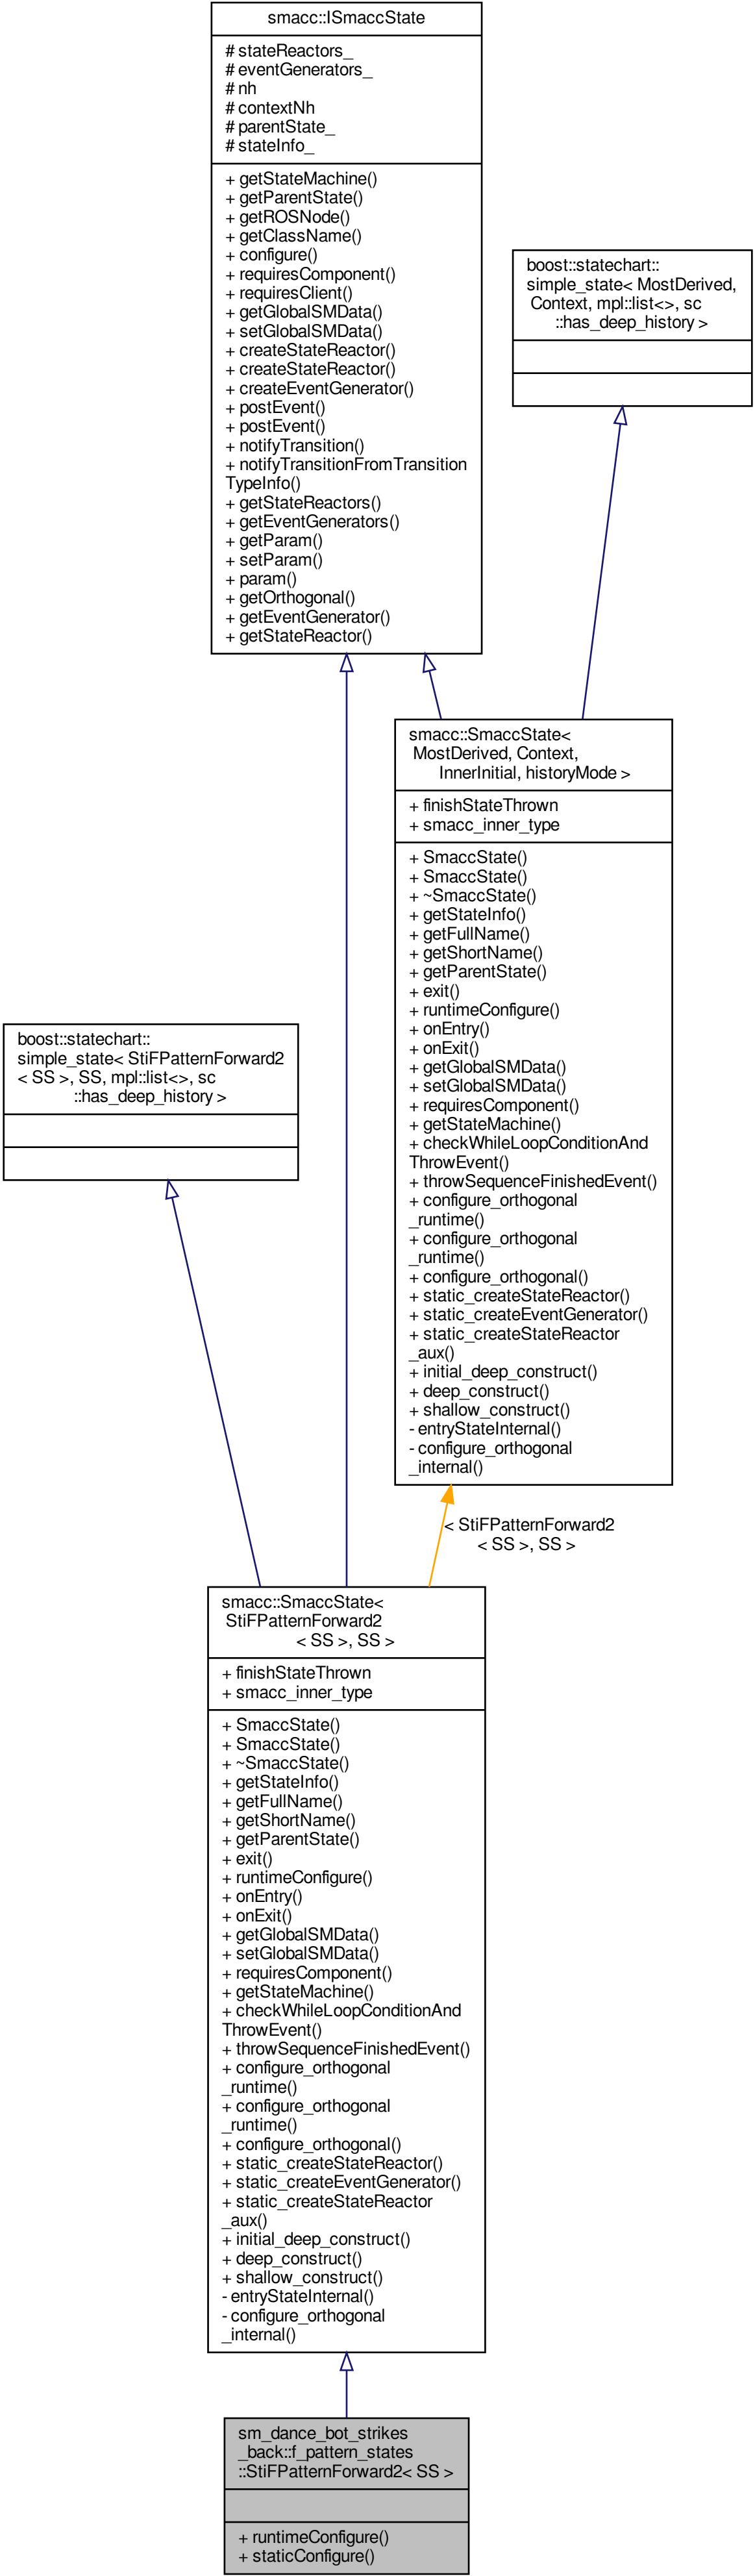 smacc::ISmaccState
# stateReactors_
# eventGenerators_
# nh
# contextNh
# parentState_
# stateInfo_
+ getStateMachine()
+ getParentState()
+ getROSNode()
+ getClassName()
+ configure()
+ requiresComponent()
+ requiresClient()
+ getGlobalSMData()
+ setGlobalSMData()
+ createStateReactor()
+ createStateReactor()
+ createEventGenerator()
+ postEvent()
+ postEvent()
+ notifyTransition()
+ notifyTransitionFromTransition
TypeInfo()
+ getStateReactors()
+ getEventGenerators()
+ getParam()
+ setParam()
+ param()
+ getOrthogonal()
+ getEventGenerator()
+ getStateReactor()
boost::statechart::
simple_state< MostDerived,
Context, mpl::list<>, sc
::has_deep_history >
smacc::SmaccState<
MostDerived, Context,
InnerInitial, historyMode >
+ finishStateThrown
+ smacc_inner_type
+ SmaccState()
+ SmaccState()
+ ~SmaccState()
+ getStateInfo()
+ getFullName()
+ getShortName()
+ getParentState()
+ exit()
+ runtimeConfigure()
+ onEntry()
+ onExit()
+ getGlobalSMData()
+ setGlobalSMData()
+ requiresComponent()
+ getStateMachine()
+ checkWhileLoopConditionAnd
ThrowEvent()
+ throwSequenceFinishedEvent()
+ configure_orthogonal
_runtime()
+ configure_orthogonal
_runtime()
+ configure_orthogonal()
+ static_createStateReactor()
+ static_createEventGenerator()
+ static_createStateReactor
_aux()
+ initial_deep_construct()
+ deep_construct()
+ shallow_construct()
- entryStateInternal()
- configure_orthogonal
_internal()
boost::statechart::
simple_state< StiFPatternForward2
< SS >, SS, mpl::list<>, sc
::has_deep_history >
< StiFPatternForward2
< SS >, SS >
smacc::SmaccState<
StiFPatternForward2
< SS >, SS >
+ finishStateThrown
+ smacc_inner_type
+ SmaccState()
+ SmaccState()
+ ~SmaccState()
+ getStateInfo()
+ getFullName()
+ getShortName()
+ getParentState()
+ exit()
+ runtimeConfigure()
+ onEntry()
+ onExit()
+ getGlobalSMData()
+ setGlobalSMData()
+ requiresComponent()
+ getStateMachine()
+ checkWhileLoopConditionAnd
ThrowEvent()
+ throwSequenceFinishedEvent()
+ configure_orthogonal
_runtime()
+ configure_orthogonal
_runtime()
+ configure_orthogonal()
+ static_createStateReactor()
+ static_createEventGenerator()
+ static_createStateReactor
_aux()
+ initial_deep_construct()
+ deep_construct()
+ shallow_construct()
- entryStateInternal()
- configure_orthogonal
_internal()
sm_dance_bot_strikes
_back::f_pattern_states
::StiFPatternForward2< SS >
+ runtimeConfigure()
+ staticConfigure()